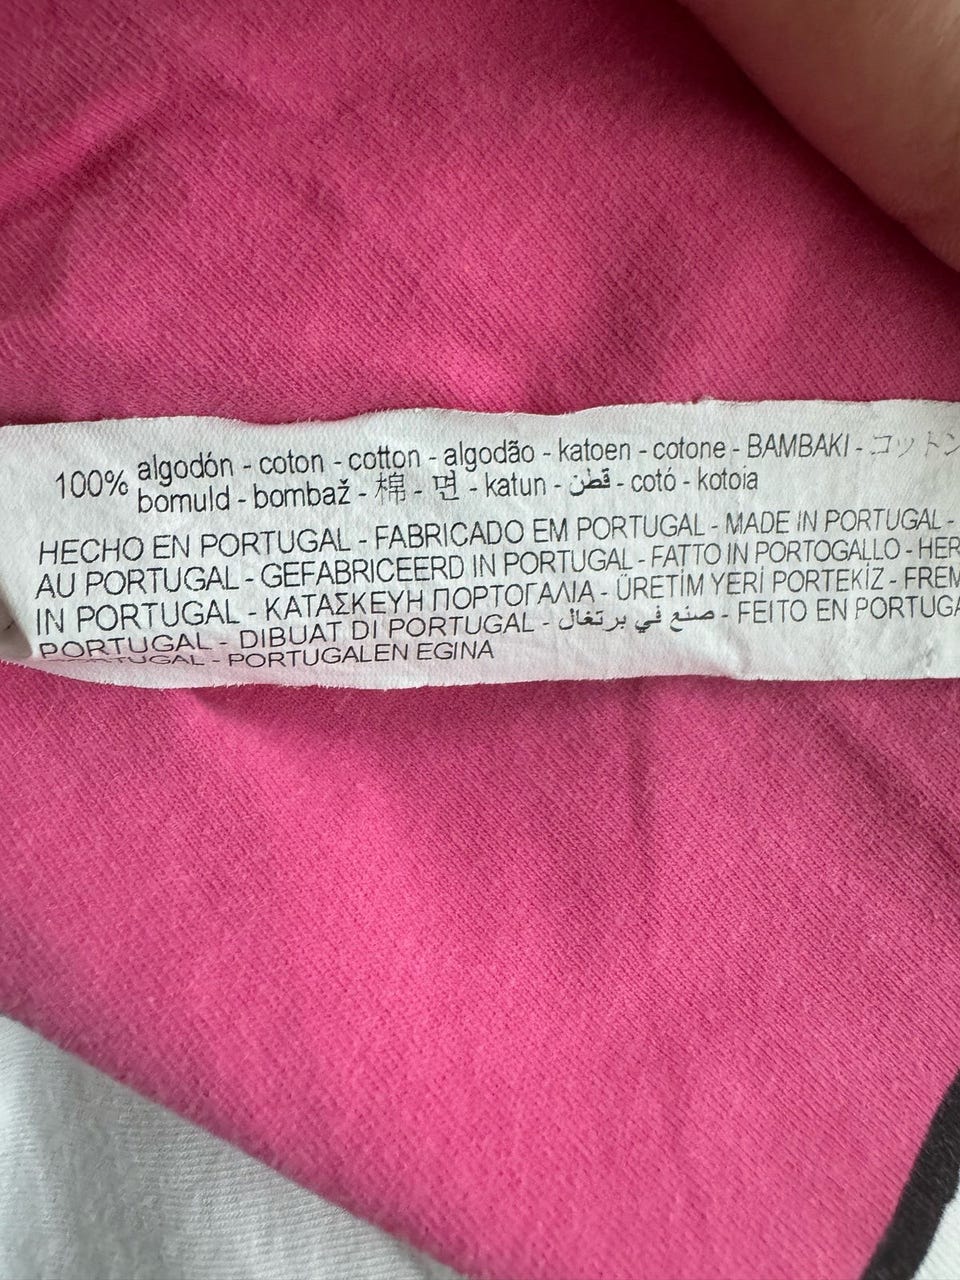 100% algodón - coton - cotton - algodão - katoen - cotone - BAMBAKI - コットン
bomuld - bombaž - 棉 - 면 - katun - قطن - cotó - kotoia
HECHO EN PORTUGAL - FABRICADO EM PORTUGAL - MADE IN PORTUGAL -
AU PORTUGAL - GEFABRICEERD IN PORTUGAL - FATTO IN PORTOGALLO - HER
IN PORTUGAL - ΚΑΤΑΣΚΕΥΗ ΠΟΡΤΟΓΑΛΙΑ - ÜRETİM YERİ PORTEKİZ - FREM
PORTUGAL - DIBUAT DI PORTUGAL - صنع في برتغال - FEITO EN PORTUGA
PORTUGALEN EGINA